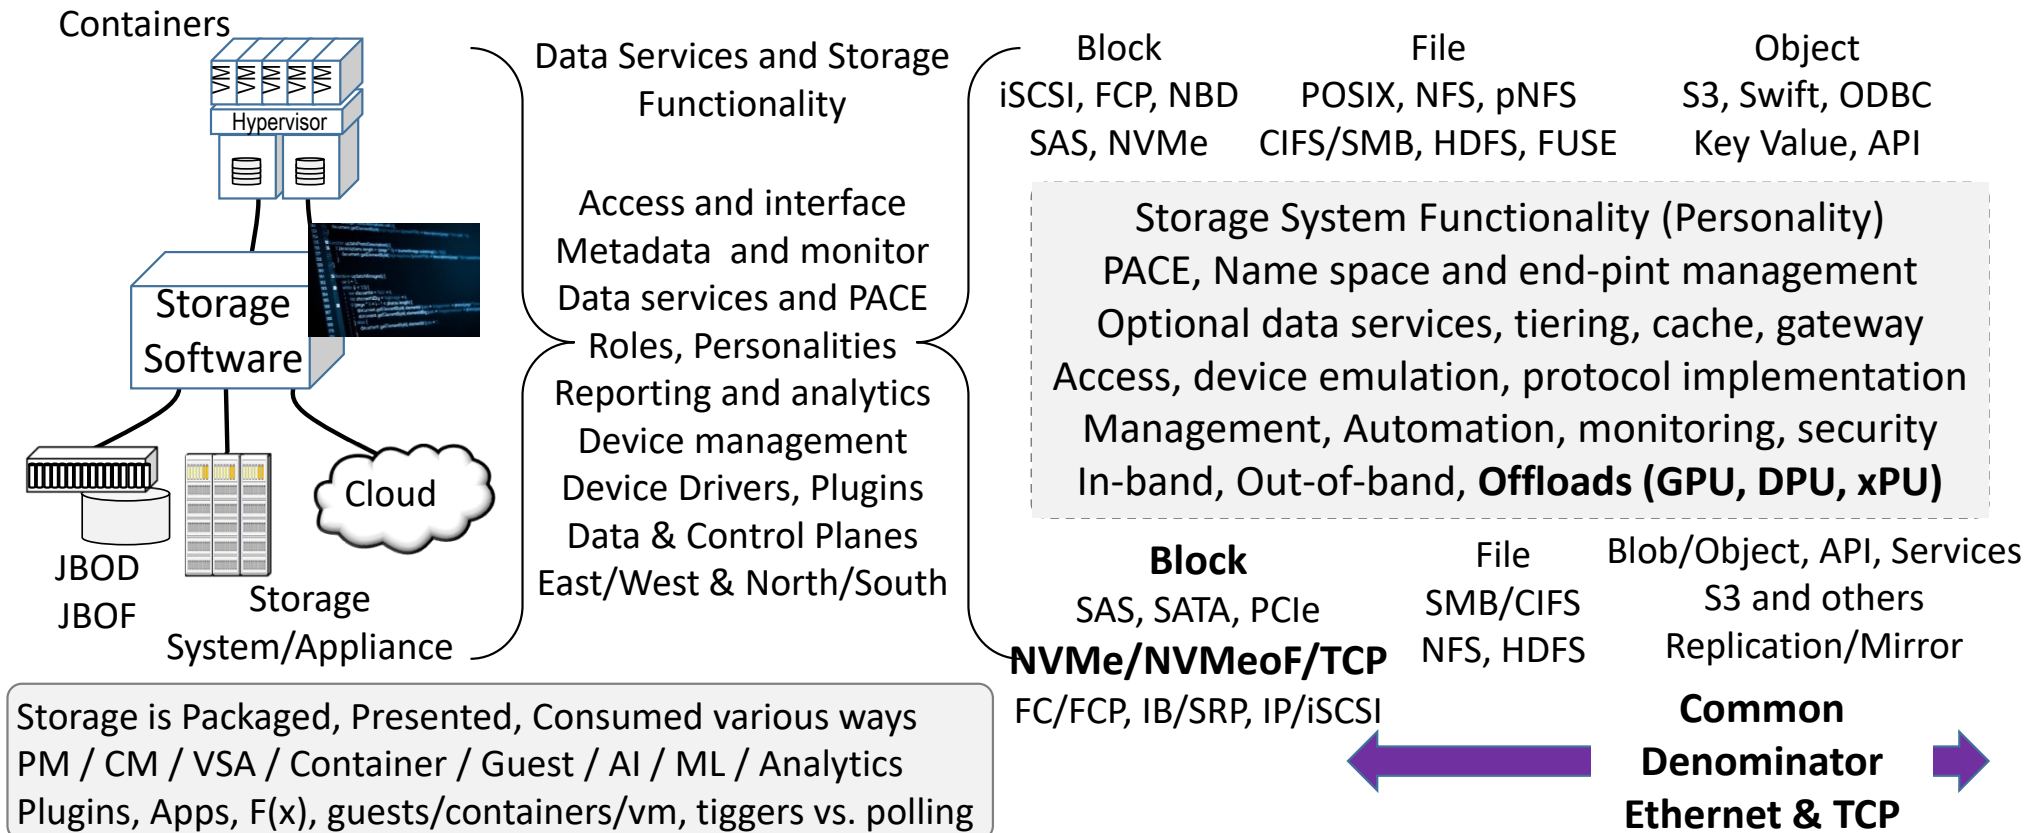 Containers
VM VM VM VM VM
Hypervisor
Storage
Software
Cloud
JBOD
JBOF
Storage
System/Appliance
Data Services and Storage
Functionality
Access and interface
Metadata and monitor
Data services and PACE
Roles, Personalities
Reporting and analytics
Device management
Device Drivers, Plugins
Data & Control Planes
East/West & North/South
Block
iSCSI, FCP, NBD
SAS, NVMe
File
POSIX, NFS, pNFS
CIFS/SMB, HDFS, FUSE
Object
S3, Swift, ODBC
Key Value, API
Storage System Functionality (Personality)
PACE, Name space and end-pint management
Optional data services, tiering, cache, gateway
Access, device emulation, protocol implementation
Management, Automation, monitoring, security
In-band, Out-of-band, Offloads (GPU, DPU, xPU)
Block
SAS, SATA, PCIe
NVMe/NVMeoF/TCP
FC/FCP, IB/SRP, IP/iSCSI
File
SMB/CIFS
NFS, HDFS
Blob/Object, API, Services
S3 and others
Replication/Mirror
Common
Denominator
Ethernet & TCP
Storage is Packaged, Presented, Consumed various ways
PM / CM / VSA / Container / Guest / AI / ML / Analytics
Plugins, Apps, F(x), guests/containers/vm, tiggers vs. polling